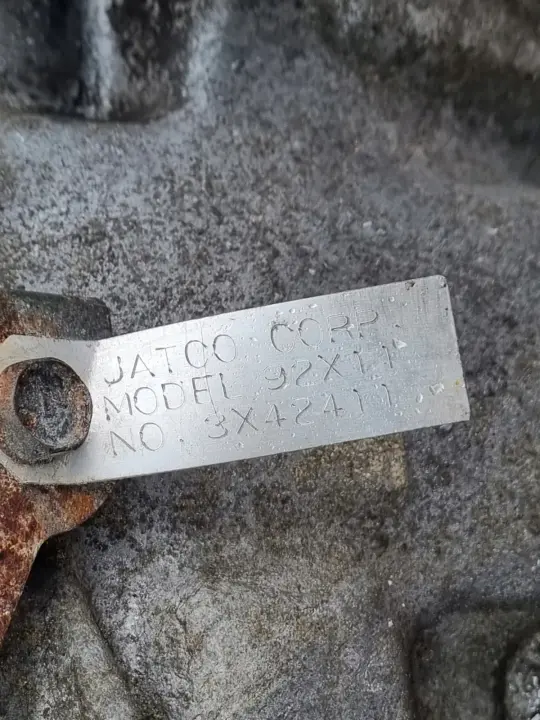 JATCO CORP.
MODEL 92X11
NO. 3X42411